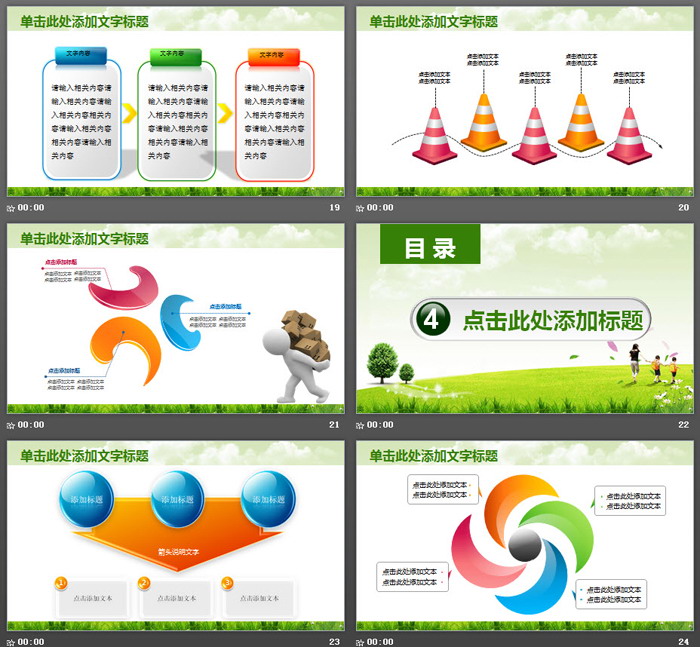 单击此处添加文字标题
文字内容
文字内容
文字内容
请输入相关内容请
输入相关内容请输
入相关内容请输入
相关内容请输入相
关内容请输入相关
内容请输入相关内
容请输入相关内容
请输入相关内容请
输入相关内容请输
入相关内容请输入
相关内容请输入相
00:00
19
单击此处添加文字标题
点击添加文本
点击添加文本
点击添加文本
点击添加文本
点击添加文本
点击添加文本
点击添加文本
点击添加文本
点击添加文本
点击添加文本
00:00
20
单击此处添加文字标题
点击添加标题
点击添加文本 点击添加文本
点击添加文本 点击添加文本
点击添加标题
点击添加文本 点击添加文本
点击添加文本 点击添加文本
点击添加标题
点击添加文本 点击添加文本
点击添加文本 点击添加文本
00:00
21
目 录
4 点击此处添加标题
00:00
22
单击此处添加文字标题
添加标题
添加标题
添加标题
箭头说明文字
1
点击添加文本
2
点击添加文本
3
点击添加文本
00:00
23
单击此处添加文字标题
点击此处添加文本
点击此处添加文本
点击此处添加文本
点击此处添加文本
点击此处添加文本
点击此处添加文本
点击此处添加文本
点击此处添加文本
00:00
24